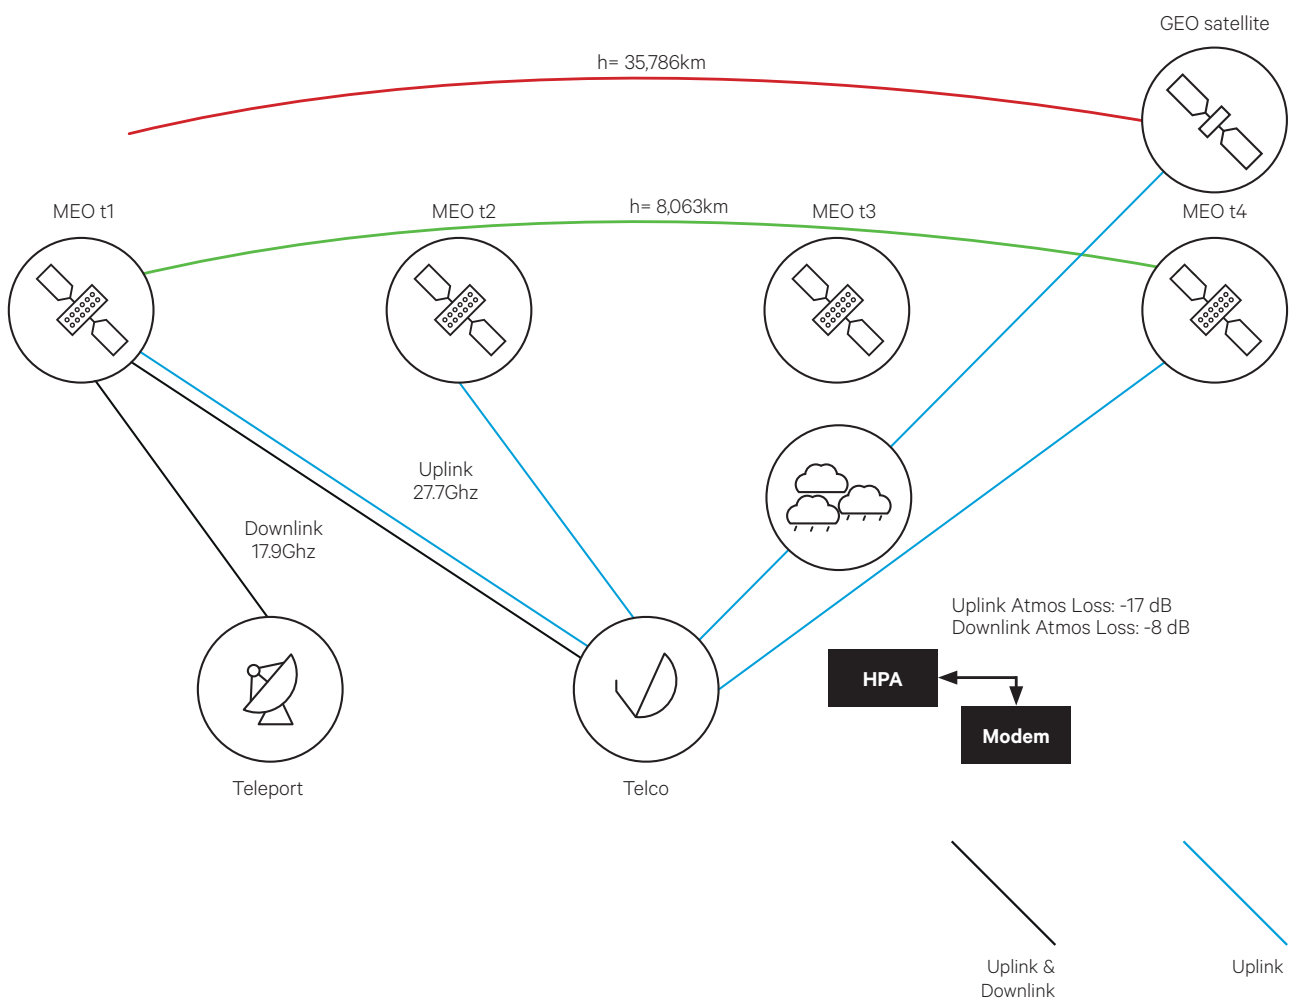 GEO satellite
h= 35,786km
MEO t1
MEO t2
h= 8,063km
MEO t3
MEO t4
Uplink
27.7Ghz
Downlink
17.9Ghz
Uplink Atmos Loss: -17 dB
Downlink Atmos Loss: -8 dB
HPA
Modem
Teleport
Telco
Uplink &
Downlink
Uplink